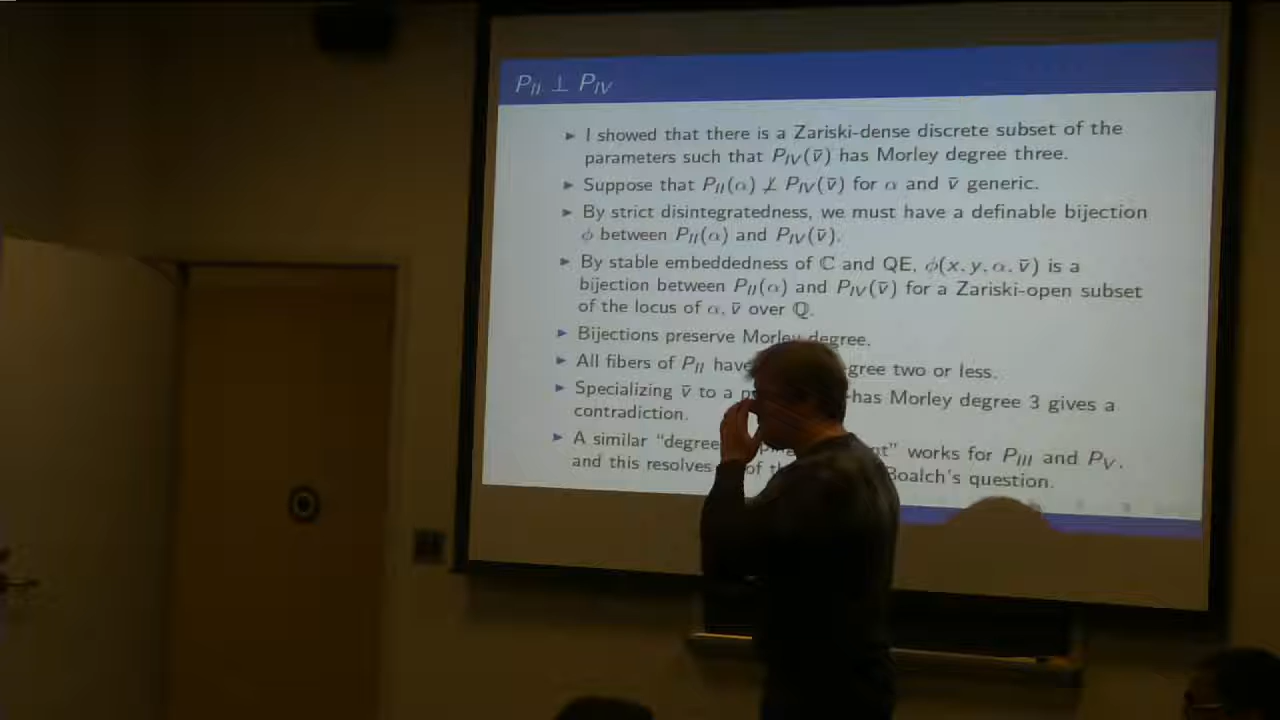 P_II ⊥ P_IV
► I showed that there is a Zariski-dense discrete subset of the
parameters such that P_IV(ν̄) has Morley degree three.
► Suppose that P_II(α) ⊥̸ P_IV(ν̄) for α and ν̄ generic.
► By strict disintegratedness, we must have a definable bijection
ϕ between P_II(α) and P_IV(ν̄).
► By stable embeddedness of ℂ and QE, ϕ(x, y, α, ν̄) is a
bijection between P_II(α) and P_IV(ν̄) for a Zariski-open subset
of the locus of α, ν̄ over ℚ.
► Bijections preserve Morley degree.
► All fibers of P_II have gree two or less.
► Specializing ν̄ to a has Morley degree 3 gives a
contradiction.
► A similar “degree nt” works for P_III and P_V,
and this resolves of Boalch's question.